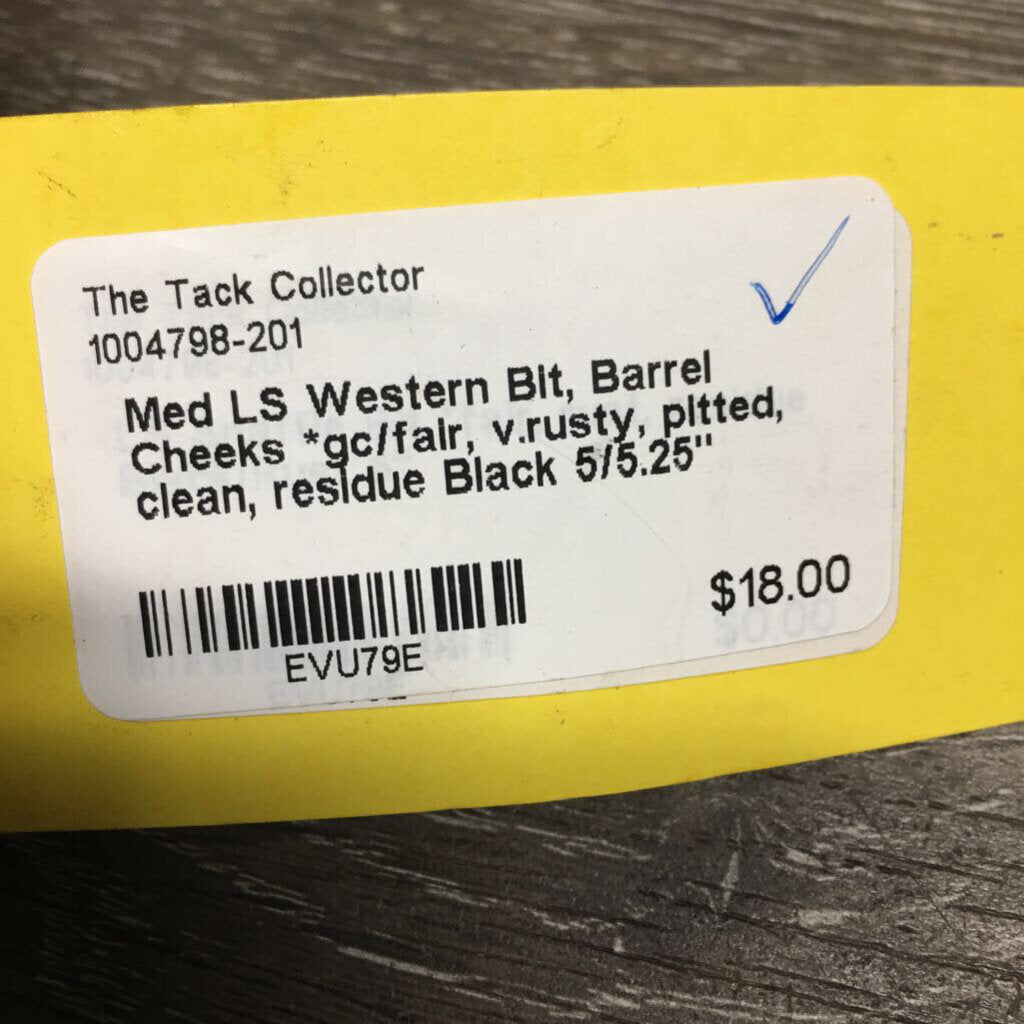 The Tack Collector
1004798-201
Med LS Western Bit, Barrel
Cheeks *gc/fair, v.rusty, pitted,
clean, residue Black 5/5.25"
$18.00
EVU79E